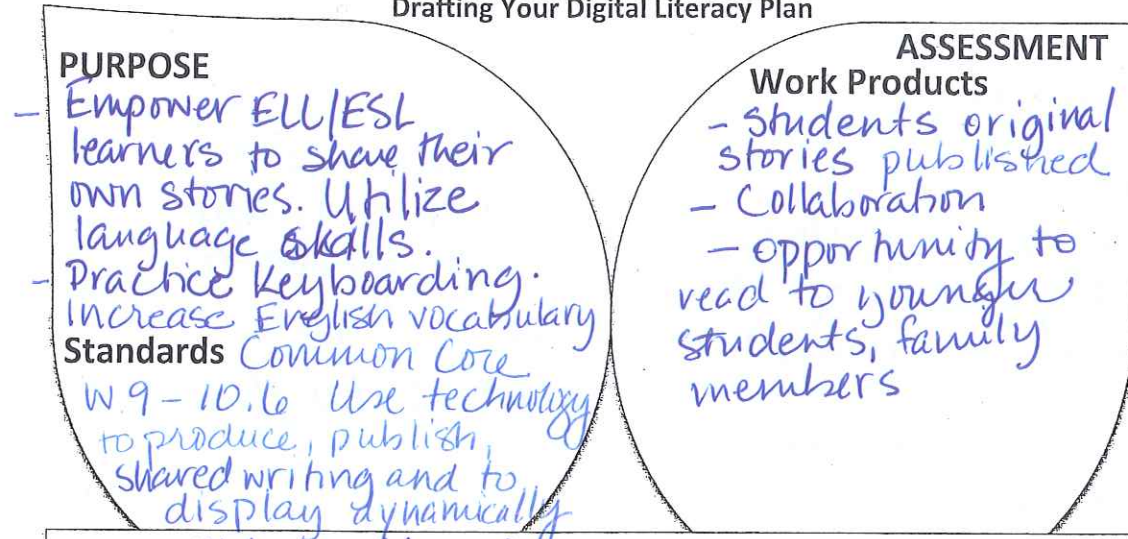 Drafting Your Digital Literacy Plan
PURPOSE
- Empower ELL/ESL
learners to share their
own stories. Utilize
language skills.
- Practice Keyboarding.
Increase English vocabulary
Standards Common Core
W 9-10.6 Use technology
to produce, publish,
shared writing and to
display dynamically
ASSESSMENT
Work Products
- Students original
stories published
- Collaboration
- opportunity to
read to younger
students, family
members